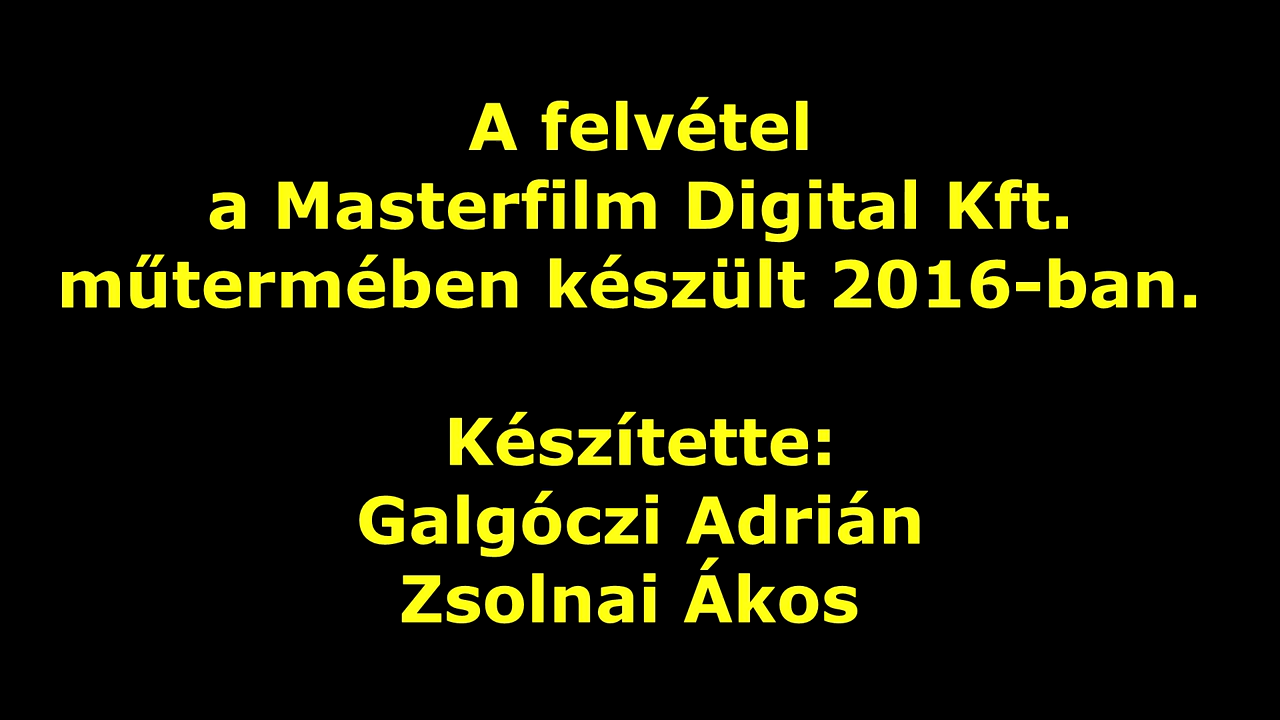 A felvétel
a Masterfilm Digital Kft.
műtermében készült 2016-ban.
Készítette:
Galgóczi Adrián
Zsolnai Ákos